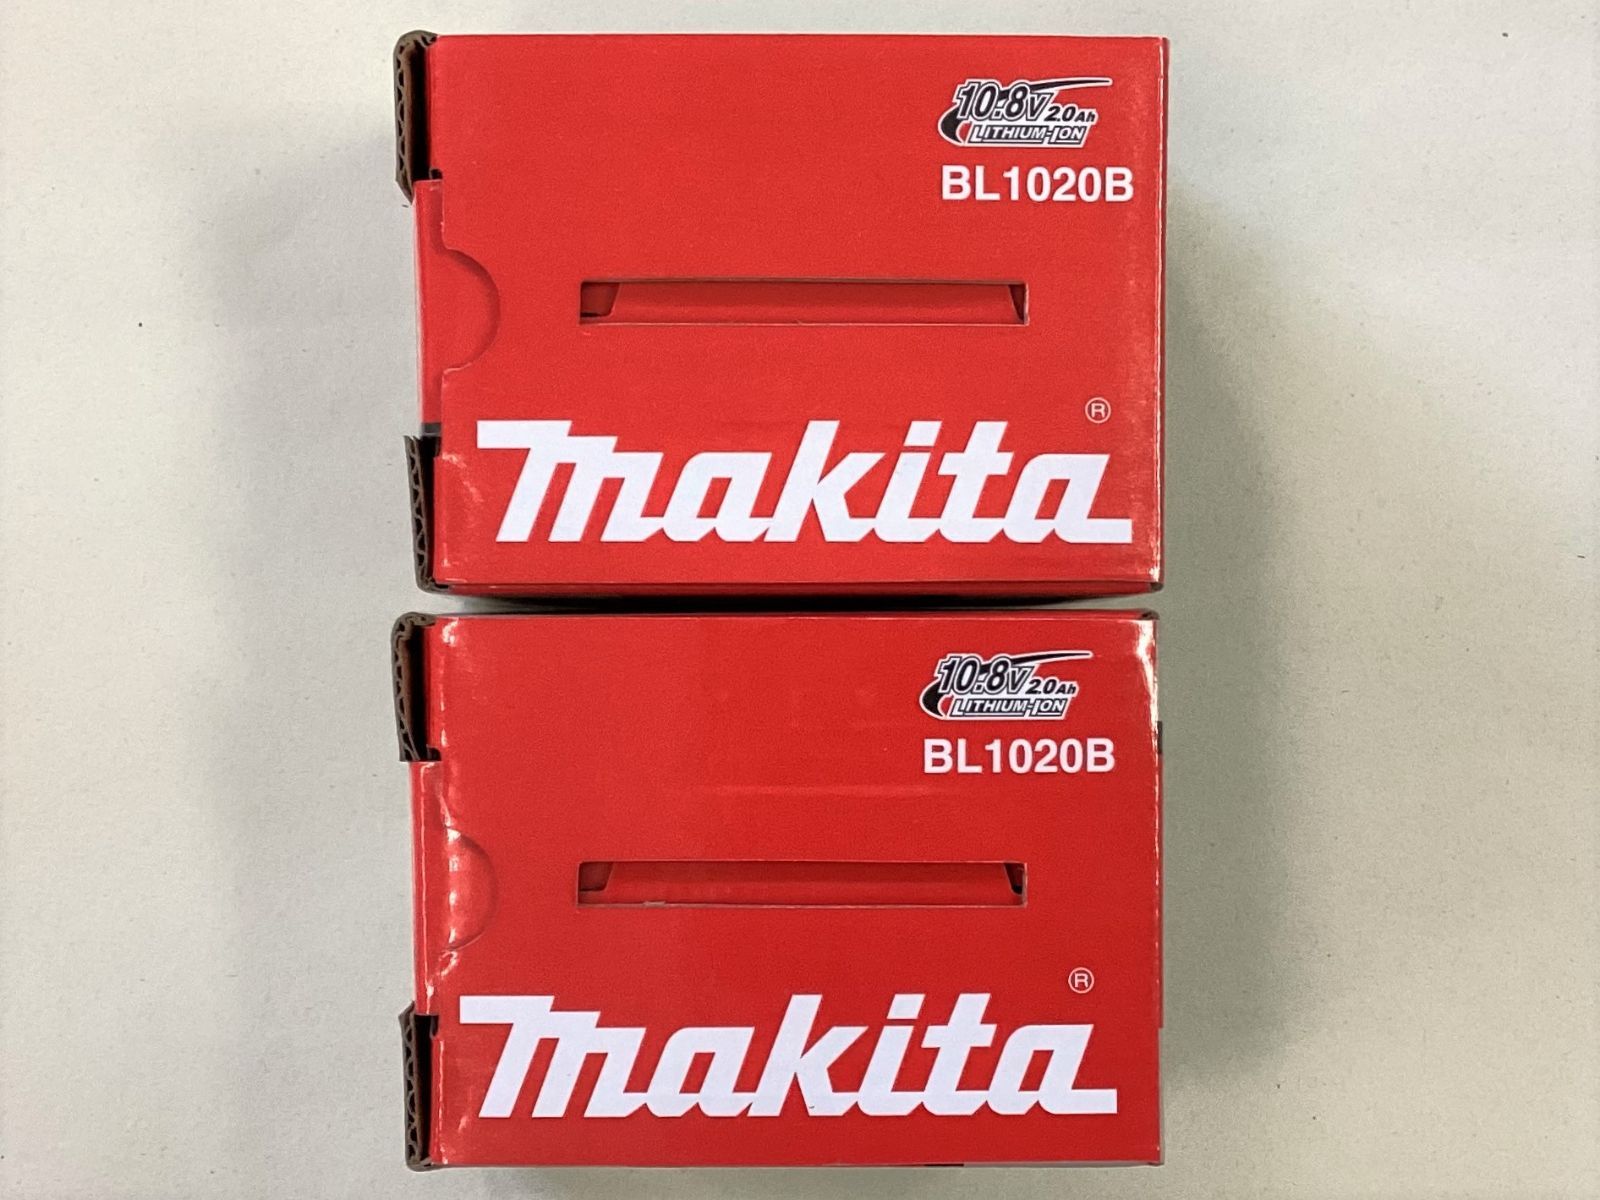 10.8V 2.0Ah
LITHIUM-ION
BL1020B
®
makita
10.8V 2.0Ah
LITHIUM-ION
BL1020B
®
makita